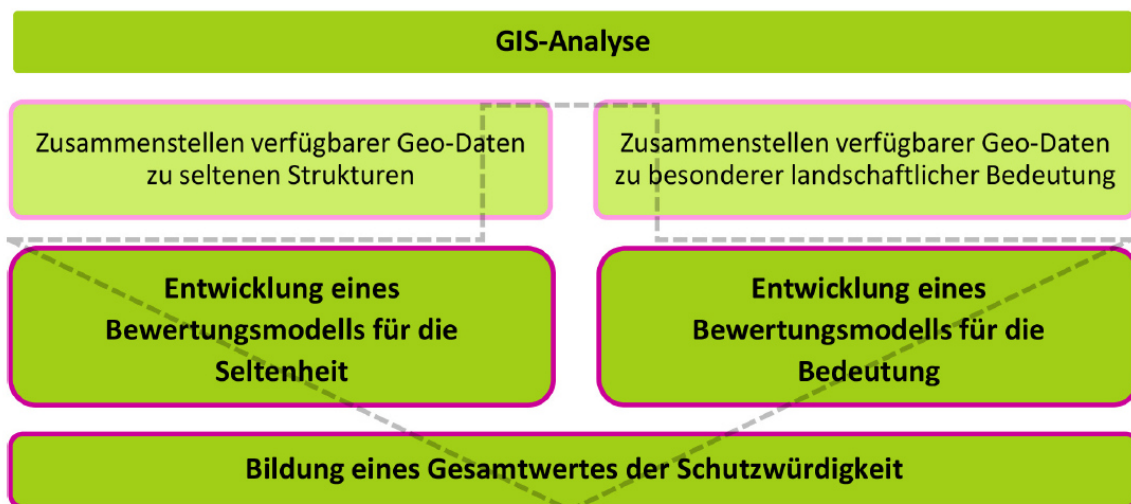 GIS-Analyse
Zusammenstellen verfügbarer Geo-Daten
zu seltenen Strukturen
Zusammenstellen verfügbarer Geo-Daten
zu besonderer landschaftlicher Bedeutung
Entwicklung eines
Bewertungsmodells für die
Seltenheit
Entwicklung eines
Bewertungsmodells für die
Bedeutung
Bildung eines Gesamtwertes der Schutzwürdigkeit